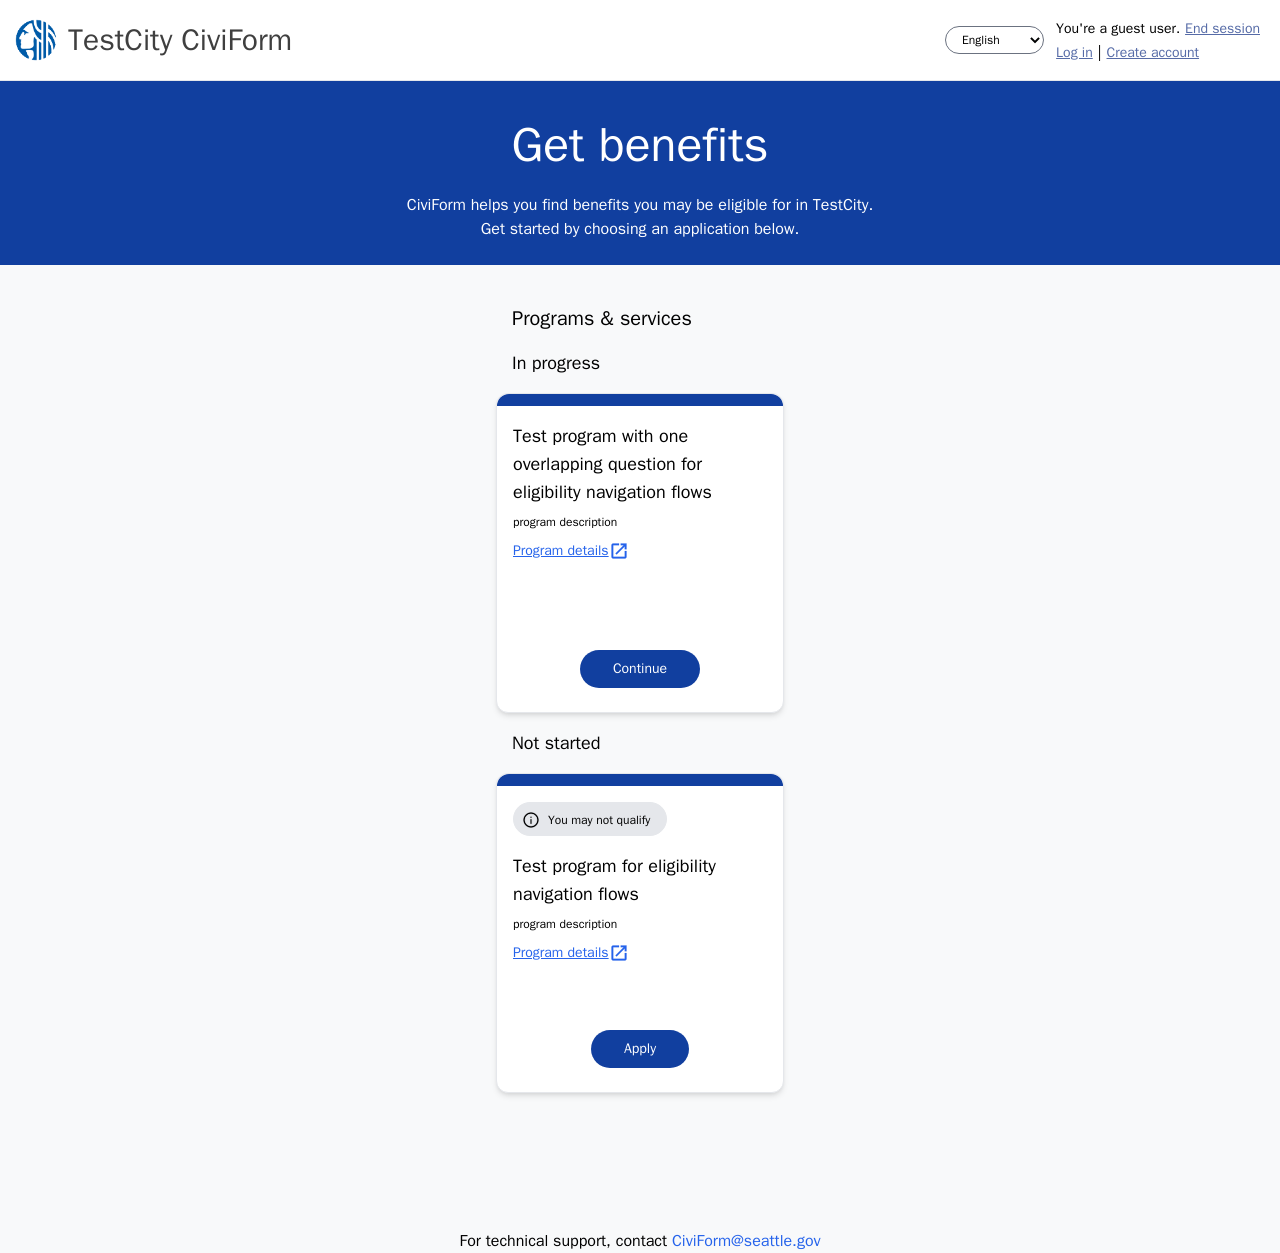 TestCity CiviForm
English
You're a guest user. End session
Log in | Create account
Get benefits
CiviForm helps you find benefits you may be eligible for in TestCity.
Get started by choosing an application below.
Programs & services
In progress
Test program with one
overlapping question for
eligibility navigation flows
program description
Program details
Continue
Not started
You may not qualify
Test program for eligibility
navigation flows
program description
Program details
Apply
For technical support, contact CiviForm@seattle.gov